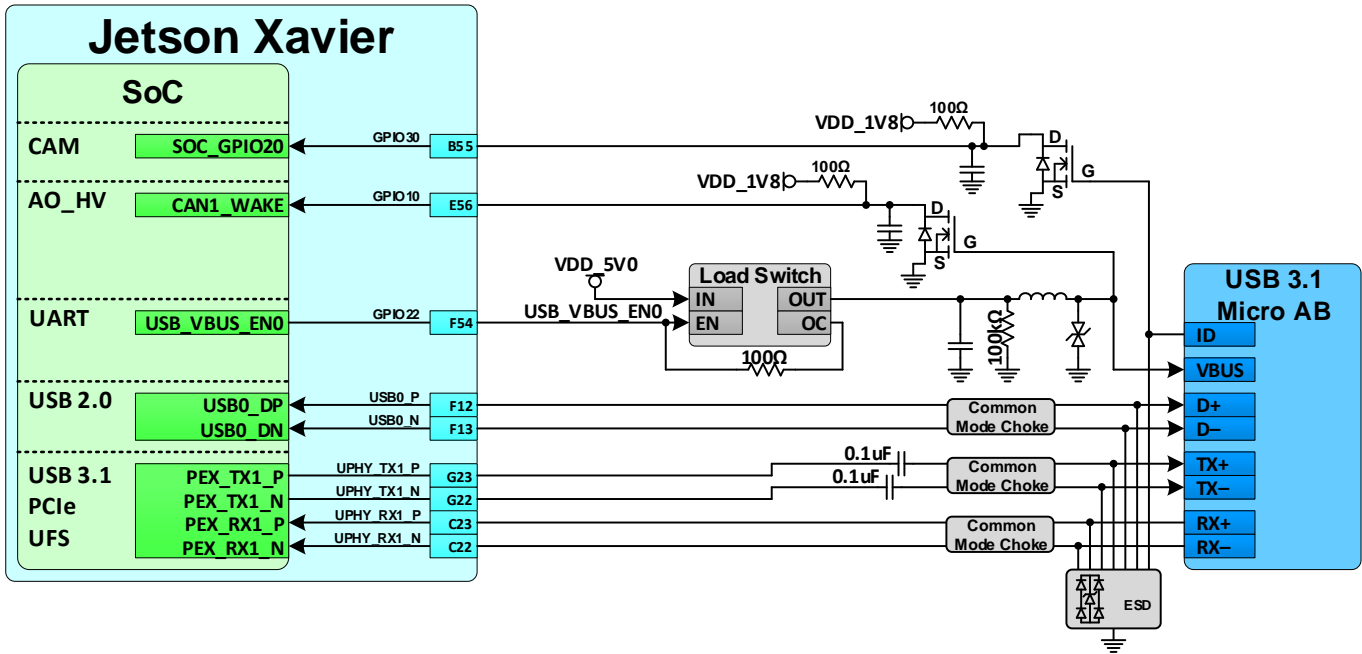 Jetson Xavier
SoC
CAM
SOC_GPIO20
GPIO30
B55
VDD_1V8
100Ω
D
G
S
AO_HV
CAN1_WAKE
GPIO10
E56
VDD_1V8
100Ω
D
G
S
UART
USB_VBUS_EN0
GPIO22
F54
VDD_5V0
USB_VBUS_EN0
Load Switch
IN
OUT
EN
OC
100Ω
100kΩ
USB 3.1
Micro AB
ID
VBUS
USB 2.0
USB0_DP
USB0_P
F12
USB0_DN
USB0_N
F13
Common
Mode Choke
D+
D–
USB 3.1
PCIe
UFS
PEX_TX1_P
UPHY_TX1_P
G23
0.1uF
PEX_TX1_N
UPHY_TX1_N
G22
0.1uF
Common
Mode Choke
TX+
TX–
PEX_RX1_P
UPHY_RX1_P
C23
PEX_RX1_N
UPHY_RX1_N
C22
Common
Mode Choke
RX+
RX–
ESD